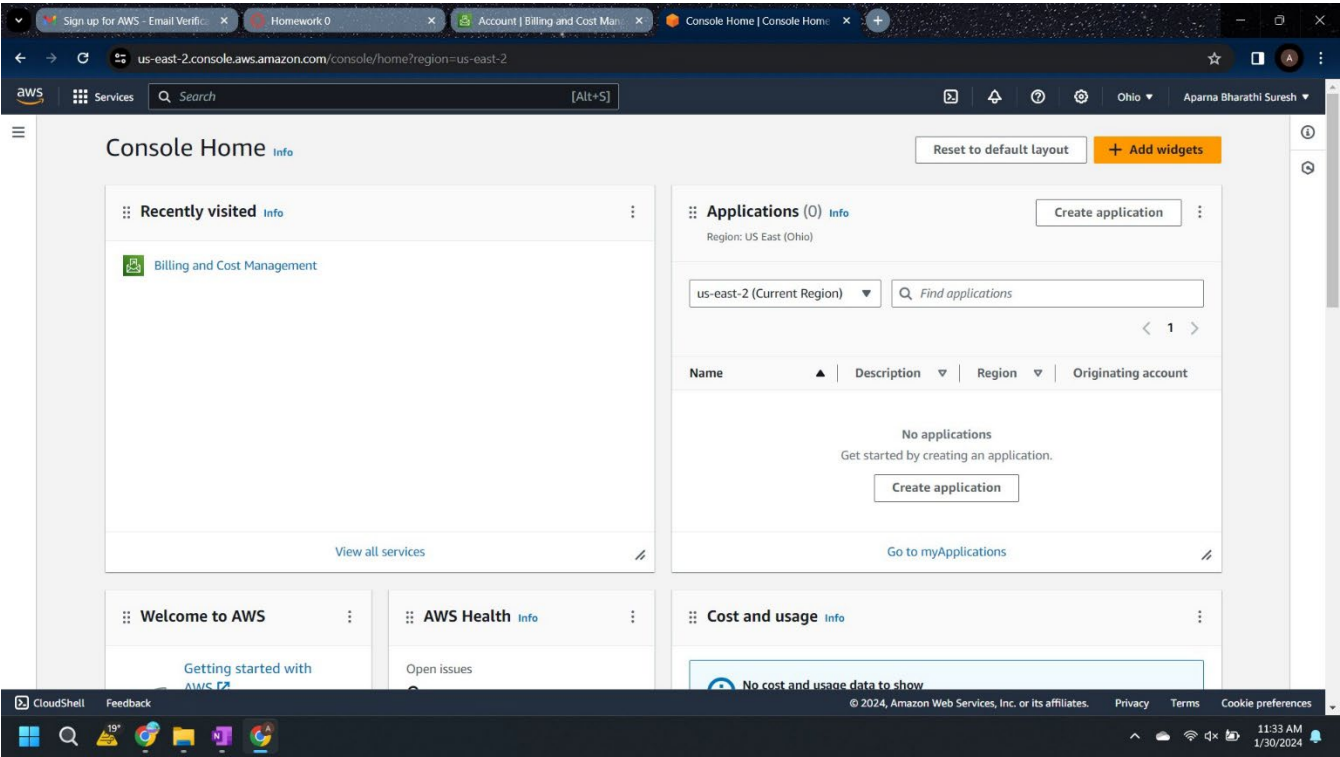 Sign up for AWS - Email Verific
Homework 0
Account | Billing and Cost Man
Console Home | Console Home
us-east-2.console.aws.amazon.com/console/home?region=us-east-2
A
aws
Services
Search
[Alt+S]
Ohio
Aparna Bharathi Suresh
Console Home Info
Reset to default layout
+ Add widgets
Recently visited Info
Billing and Cost Management
View all services
Applications (0) Info
Region: US East (Ohio)
Create application
us-east-2 (Current Region)
Find applications
1
Name
Description
Region
Originating account
No applications
Get started by creating an application.
Create application
Go to myApplications
Welcome to AWS
Getting started with
AWS
AWS Health Info
Open issues
Cost and usage Info
No cost and usage data to show
CloudShell
Feedback
© 2024, Amazon Web Services, Inc. or its affiliates.
Privacy
Terms
Cookie preferences
19°
11:33 AM
1/30/2024